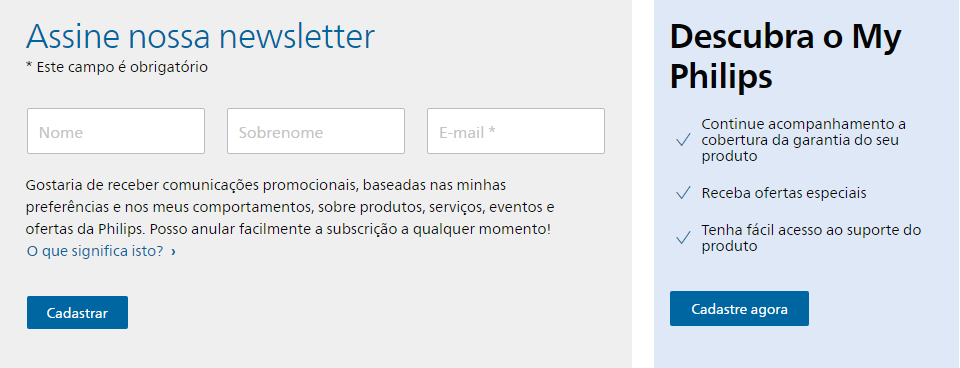 Assine nossa newsletter
* Este campo é obrigatório
Nome
Sobrenome
E-mail *
Gostaria de receber comunicações promocionais, baseadas nas minhas
preferências e nos meus comportamentos, sobre produtos, serviços, eventos e
ofertas da Philips. Posso anular facilmente a subscrição a qualquer momento!
O que significa isto? ›
Cadastrar
Descubra o My
Philips
Continue acompanhamento a
cobertura da garantia do seu
produto
Receba ofertas especiais
Tenha fácil acesso ao suporte do
produto
Cadastre agora